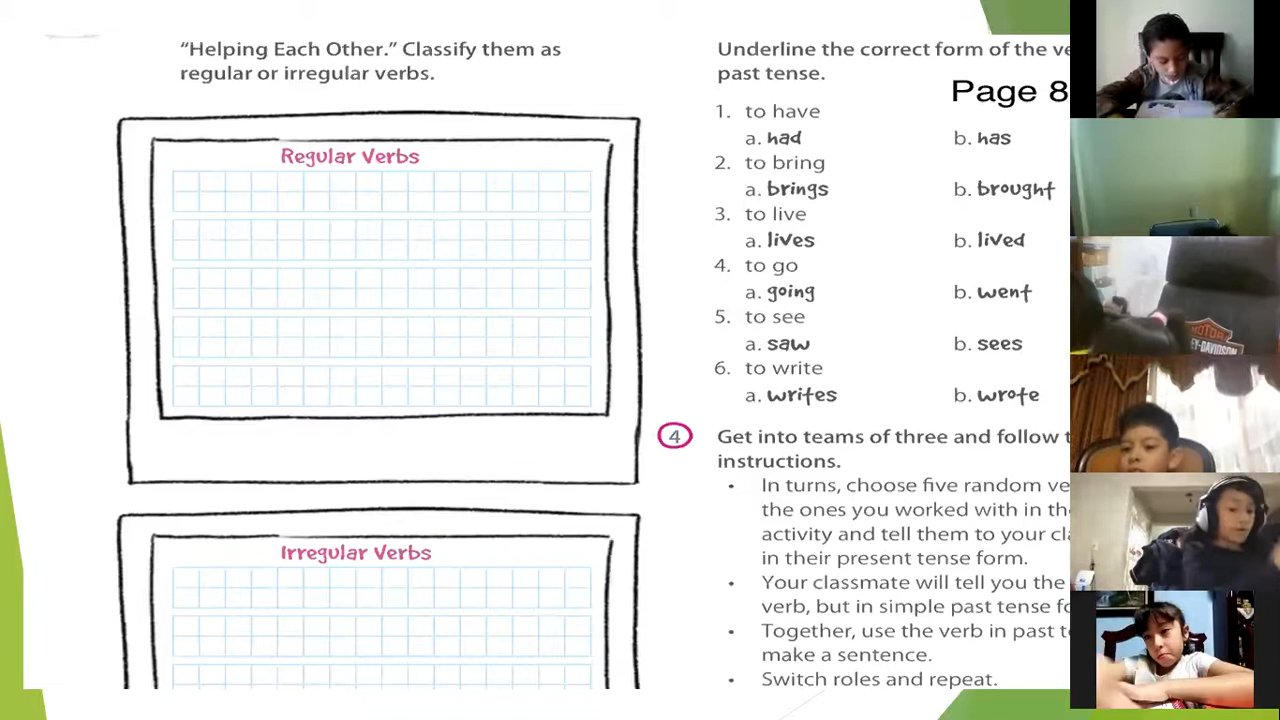 “Helping Each Other.” Classify them as
regular or irregular verbs.
Regular Verbs
Irregular Verbs
Underline the correct form of the
past tense.
Page 8
1. to have
a. had b. has
2. to bring
a. brings b. brought
3. to live
a. lives b. lived
4. to go
a. going b. went
5. to see
a. saw b. sees
6. to write
a. writes b. wrote
4 Get into teams of three and follow
instructions.
• In turns, choose five random
the ones you worked with in the
activity and tell them to your
in their present tense form.
• Your classmate will tell you the
verb, but in simple past tense
• Together, use the verb in past
make a sentence.
• Switch roles and repeat.
MOTOR
EY-DAVIDSON